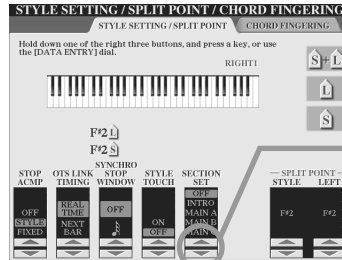 STYLE SETTING / SPLIT POINT / CHORD FINGERING
STYLE SETTING / SPLIT POINT
CHORD FINGERING
Hold down one of the right three buttons, and press a key, or use
the [DATA ENTRY] dial.
RIGHT1
S + L
L
S
F#2 L
F#2 S
STOP ACMP
OTS LINK TIMING
SYNCHRO STOP WINDOW
STYLE TOUCH
SECTION SET
SPLIT POINT
STYLE LEFT
OFF
STYLE
FIXED
REAL TIME
NEXT BAR
OFF
ON
OFF
OFF
INTRO
MAIN A
MAIN B
MAIN
F#2
F#2